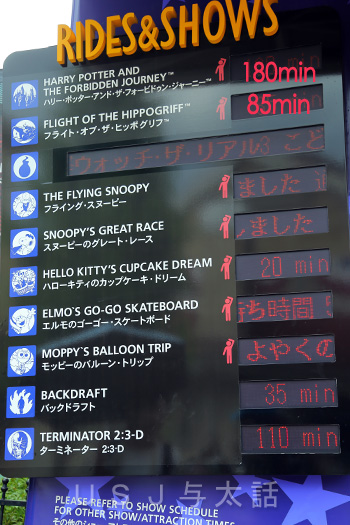 RIDES&SHOWS
HARRY POTTER AND
THE FORBIDDEN JOURNEY™
ハリー・ポッター・アンド・ザ・フォービドゥン・ジャーニー™
180min
FLIGHT OF THE HIPPOGRIFF™
フライト・オブ・ザ・ヒッポグリフ™
85min
ウォッチ・ザ・リアル3 こど
THE FLYING SNOOPY
フライング・スヌーピー
ました
SNOOPY'S GREAT RACE
スヌーピーのグレート・レース
しました
HELLO KITTY'S CUPCAKE DREAM
ハローキティのカップケーキ・ドリーム
20 min
ELMO'S GO-GO SKATEBOARD
エルモのゴーゴー・スケートボード
待ち時間
MOPPY`S BALLOON TRIP
モッピーのバルーン・トリップ
よやくの
BACKDRAFT
バックドラフト
35 min
TERMINATOR 2:3-D
ターミネーター 2:3-D
110 min
PLEASE REFER TO SHOW SCHEDULE
FOR OTHER SHOW/ATTRACTION TIMES
USJ与太話